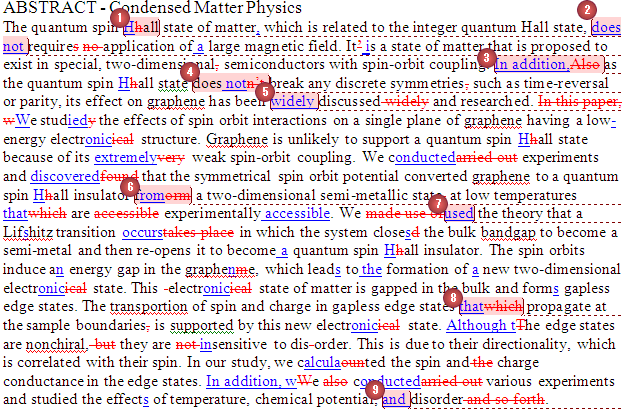 ABSTRACT - Condensed Matter Physics
1 2
The quantum spin Hhall state of matter, which is related to the integer quantum Hall state, does
not requires no application of a large magnetic field. It² is a state of matter that is proposed to
3
exist in special, two-dimensional, semiconductors with spin-orbit coupling. In addition, Also as
4
the quantum spin Hhall state does notn't break any discrete symmetries, such as time-reversal
5
or parity, its effect on graphene has been widely discussed widely and researched. In this paper,
wWe studiedy the effects of spin orbit interactions on a single plane of graphene having a low-
energy electronical structure. Graphene is unlikely to support a quantum spin Hhall state
because of its extremelyvery weak spin-orbit coupling. We conductedarried out experiments
and discoveredfound that the symmetrical spin orbit potential converted graphene to a quantum
6
spin Hhall insulator fromorm a two-dimensional semi-metallic state, at low temperatures
7
thatwhich are accessible experimentally accessible. We made use of used the theory that a
Lifshitz transition occurstakes place in which the system closesd the bulk bandgap to become a
semi-metal and then re-opens it to become a quantum spin Hhall insulator. The spin orbits
induce an energy gap in the graphenme, which leads to the formation of a new two-dimensional
electronical state. This -electronical state of matter is gapped in the bulk and forms gapless
8
edge states. The transportation of spin and charge in gapless edge states thatwhich propagate at
the sample boundaries, is supported by this new electronical state. Although tThe edge states
are nonchiral, but they are not insensitive to dis-order. This is due to their directionality, which
is correlated with their spin. In our study, we calculaounted the spin and the charge
conductance in the edge states. In addition, wWe also conductedarried out various experiments
9
and studied the effects of temperature, chemical potential, and disorder and so forth.